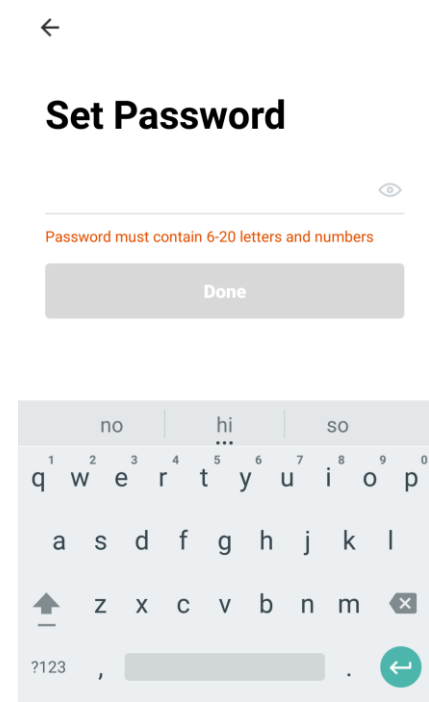 Set Password
Password must contain 6-20 letters and numbers
Done
no hi so
1 2 3 4 5 6 7 8 9 0
q w e r t y u i o p
a s d f g h j k l
z x c v b n m
?123 , .